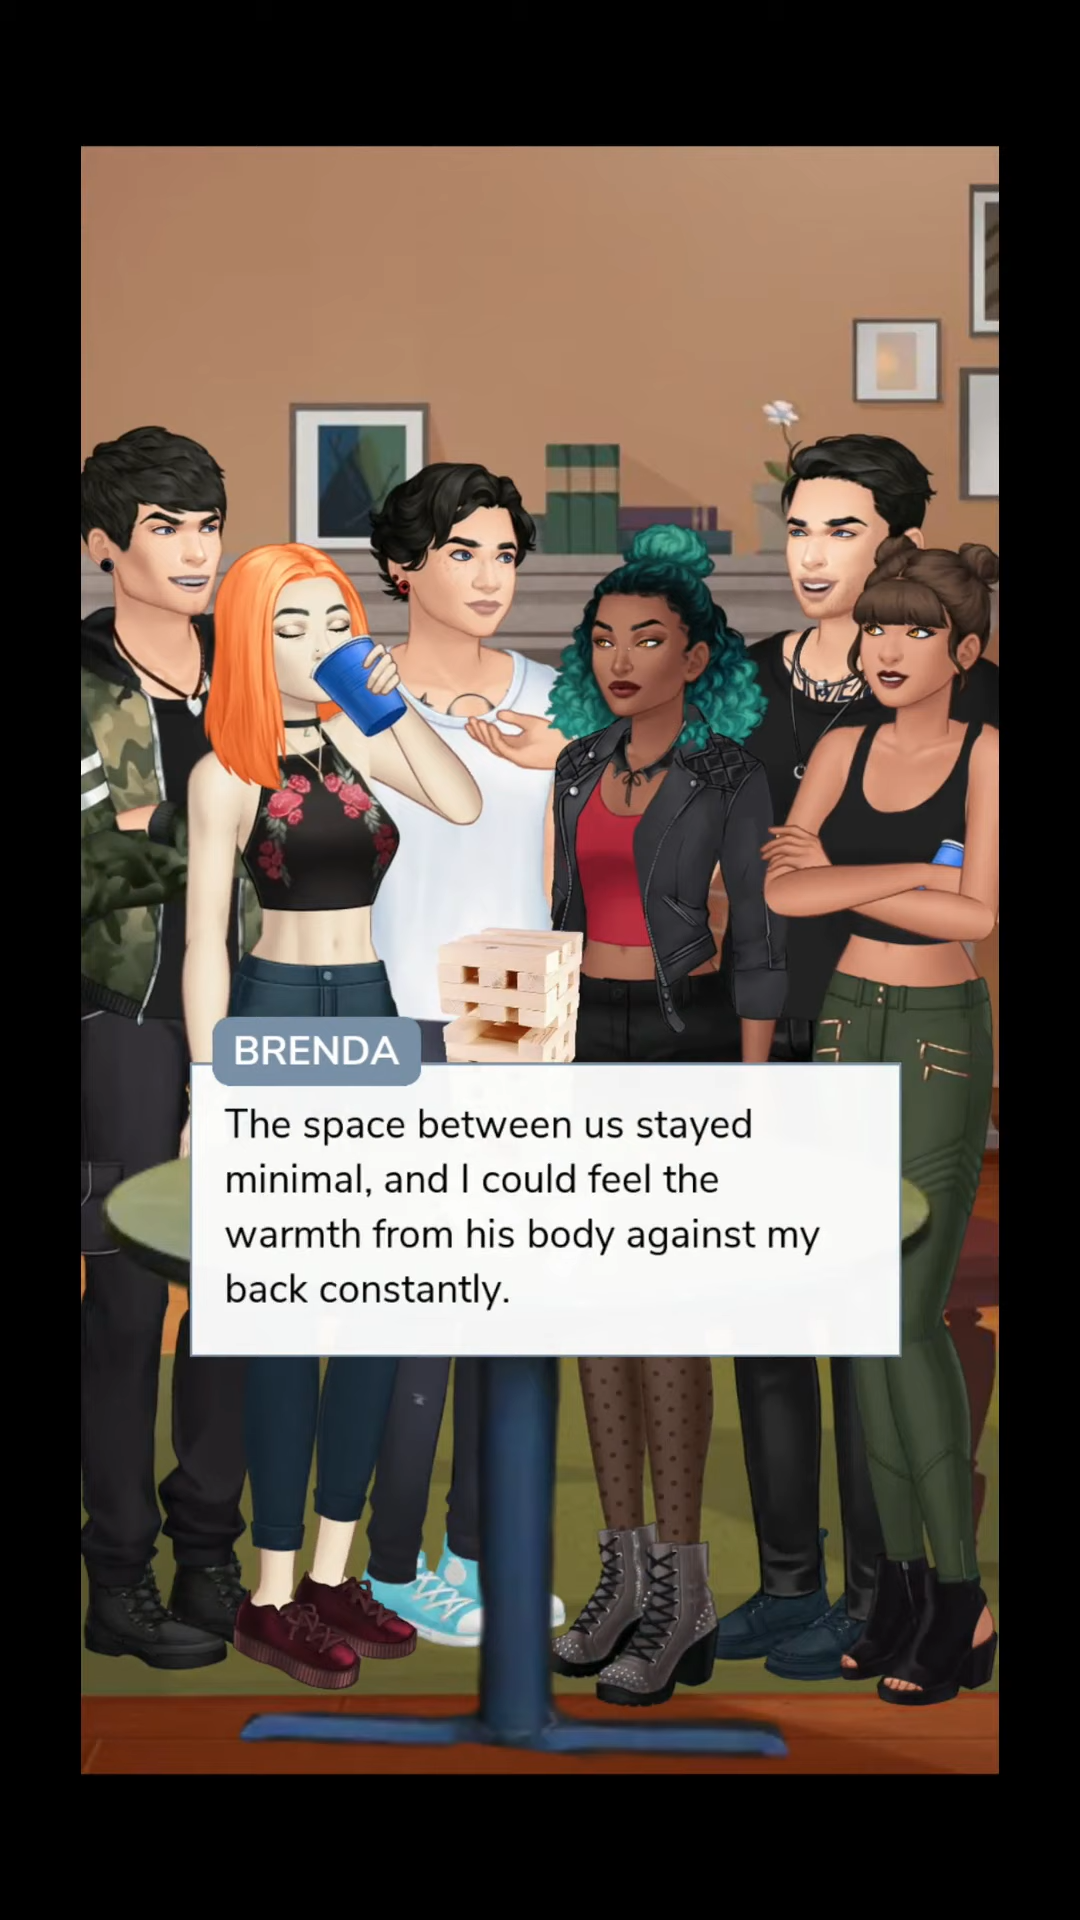 BRENDA
The space between us stayed
minimal, and I could feel the
warmth from his body against my
back constantly.